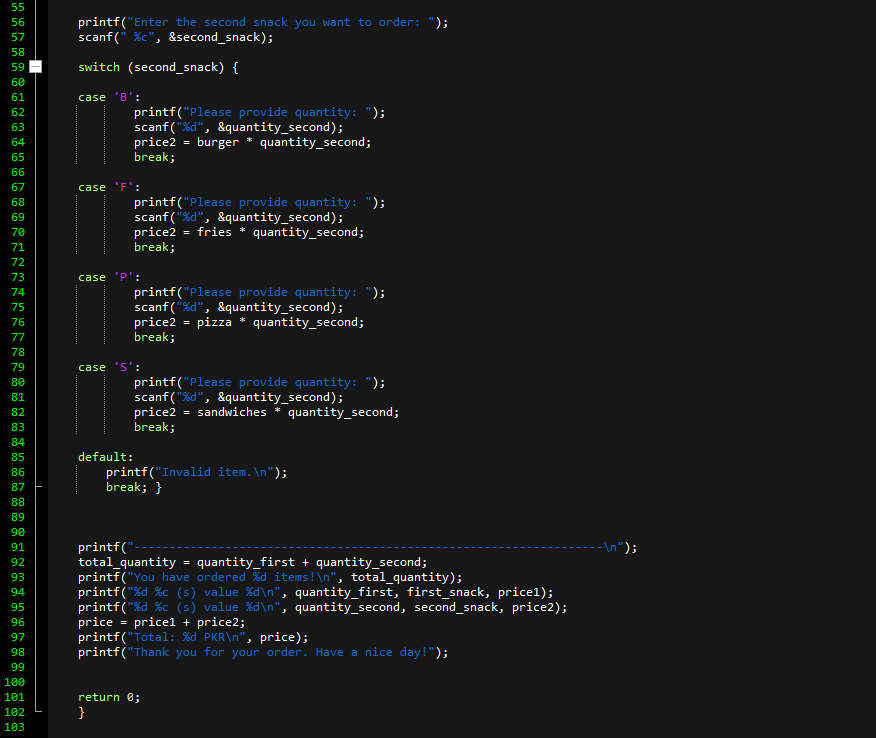 55
56 printf("Enter the second snack you want to order: ");
57 scanf(" %c", &second_snack);
58
59 switch (second_snack) {
60
61 case 'B':
62 printf("Please provide quantity: ");
63 scanf("%d", &quantity_second);
64 price2 = burger * quantity_second;
65 break;
66
67 case 'F':
68 printf("Please provide quantity: ");
69 scanf("%d", &quantity_second);
70 price2 = fries * quantity_second;
71 break;
72
73 case 'P':
74 printf("Please provide quantity: ");
75 scanf("%d", &quantity_second);
76 price2 = pizza * quantity_second;
77 break;
78
79 case 'S':
80 printf("Please provide quantity: ");
81 scanf("%d", &quantity_second);
82 price2 = sandwiches * quantity_second;
83 break;
84
85 default:
86 printf("Invalid item.\n");
87 break; }
88
89
90
91 printf("-------------------------------------------------------------------\n");
92 total_quantity = quantity_first + quantity_second;
93 printf("You have ordered %d items!\n", total_quantity);
94 printf("%d %c (s) value %d\n", quantity_first, first_snack, price1);
95 printf("%d %c (s) value %d\n", quantity_second, second_snack, price2);
96 price = price1 + price2;
97 printf("Total: %d PKR\n", price);
98 printf("Thank you for your order. Have a nice day!");
99
100
101 return 0;
102 }
103